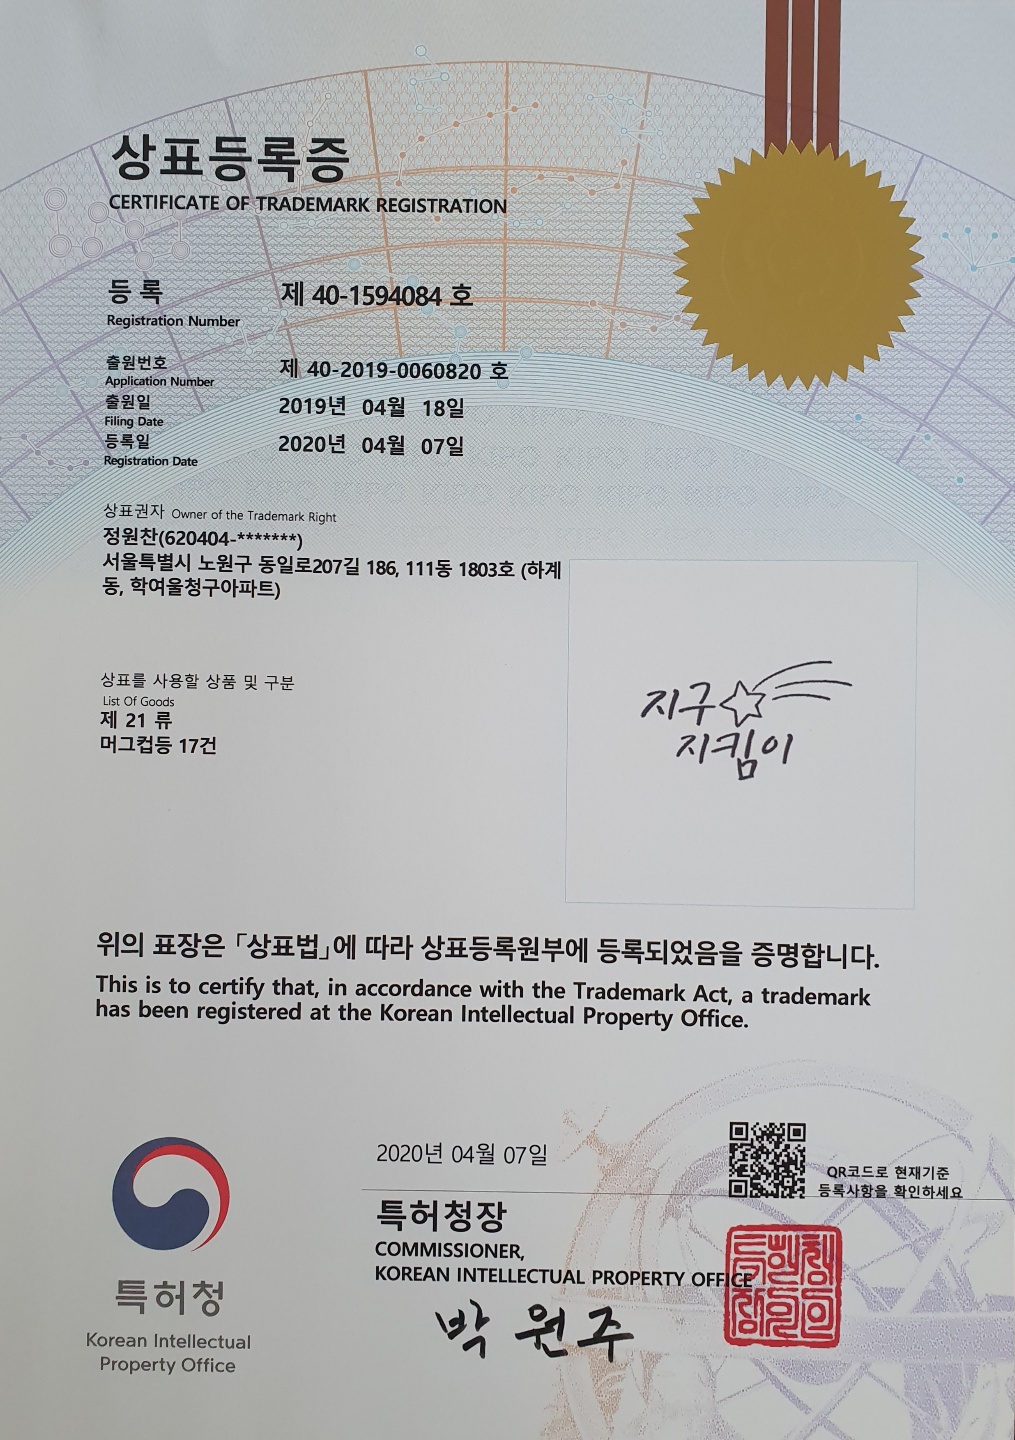 상표등록증
CERTIFICATE OF TRADEMARK REGISTRATION
등 록 제 40-1594084 호
Registration Number
출원번호 제 40-2019-0060820 호
Application Number
출원일 2019년 04월 18일
Filing Date
등록일 2020년 04월 07일
Registration Date
상표권자 Owner of the Trademark Right
정원찬(620404-*******)
서울특별시 노원구 동일로207길 186, 111동 1803호 (하계
동, 학여울청구아파트)
상표를 사용할 상품 및 구분
List Of Goods
제 21 류
머그컵등 17건
지구
지킴이
위의 표장은 「상표법」에 따라 상표등록원부에 등록되었음을 증명합니다.
This is to certify that, in accordance with the Trademark Act, a trademark
has been registered at the Korean Intellectual Property Office.
2020년 04월 07일
QR코드로 현재기준
등록사항을 확인하세요
특허청장
COMMISSIONER,
KOREAN INTELLECTUAL PROPERTY OFFICE
박 원 주
특허청
Korean Intellectual
Property Office